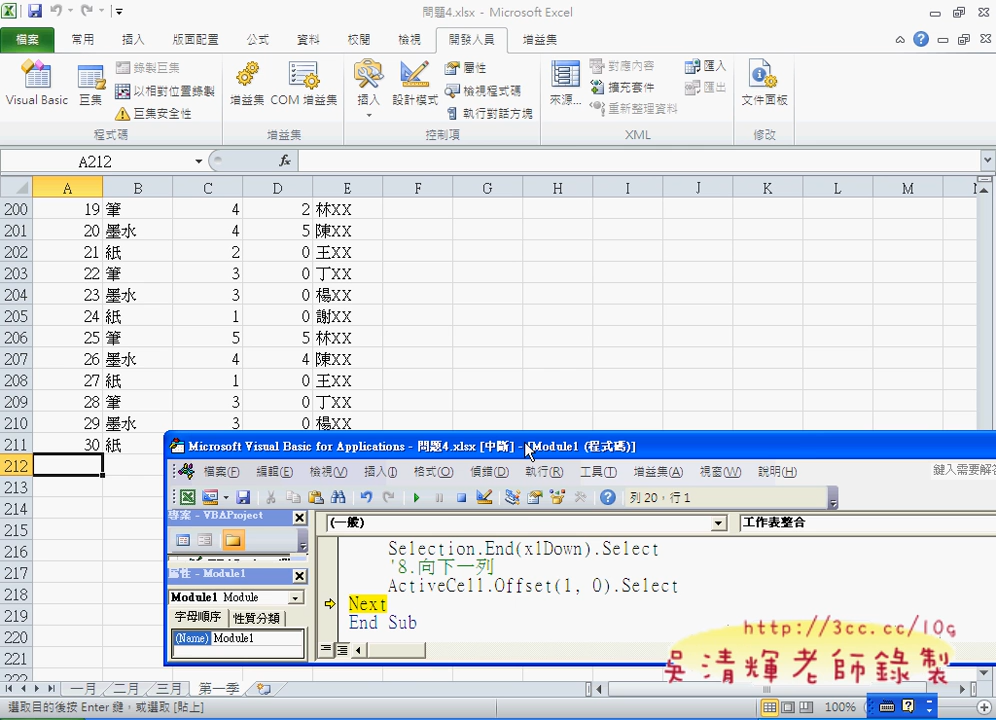 問題4.xlsx - Microsoft Excel
檔案 常用 插入 版面配置 公式 資料 校閱 檢視 開發人員 增益集
Visual Basic 巨集 錄製巨集 以相對位置錄製 巨集安全性
增益集 COM 增益集
插入 設計模式 屬性 檢視程式碼 執行對話方塊
來源... 對應內容 擴充套件 重新整理資料 匯入 匯出
文件面板
程式碼 增益集 控制項 XML 修改
A212 fx
A B C D E F G H I J K L M
200 19 筆 4 2 林XX
201 20 墨水 4 5 陳XX
202 21 紙 2 0 王XX
203 22 筆 3 0 丁XX
204 23 墨水 3 0 楊XX
205 24 紙 1 0 謝XX
206 25 筆 5 5 林XX
207 26 墨水 4 4 陳XX
208 27 紙 1 0 王XX
209 28 筆 3 0 丁XX
210 29 墨水 3 0 楊XX
211 30 紙
212
213
214
215
216
217
218
219
220
221
Microsoft Visual Basic for Applications - 問題4.xlsx [中斷] - [Module1 (程式碼)]
檔案(F) 編輯(E) 檢視(V) 插入(I) 格式(O) 偵錯(D) 執行(R) 工具(T) 增益集(A) 視窗(W) 說明(H) 鍵入需要解答
列 20，行 1
專案 - VBAProject
(一般) 工作表整合
屬性 - Module1
Module1 Module
字母順序 性質分類
(Name) Module1
Selection.End(xlDown).Select
'8.向下一列
ActiveCell.Offset(1, 0).Select
Next
End Sub
http://3cc.cc/10g
吳清輝老師錄製
一月 二月 三月 第一季
選取目的後按 Enter 鍵，或選取 [貼上]
100%